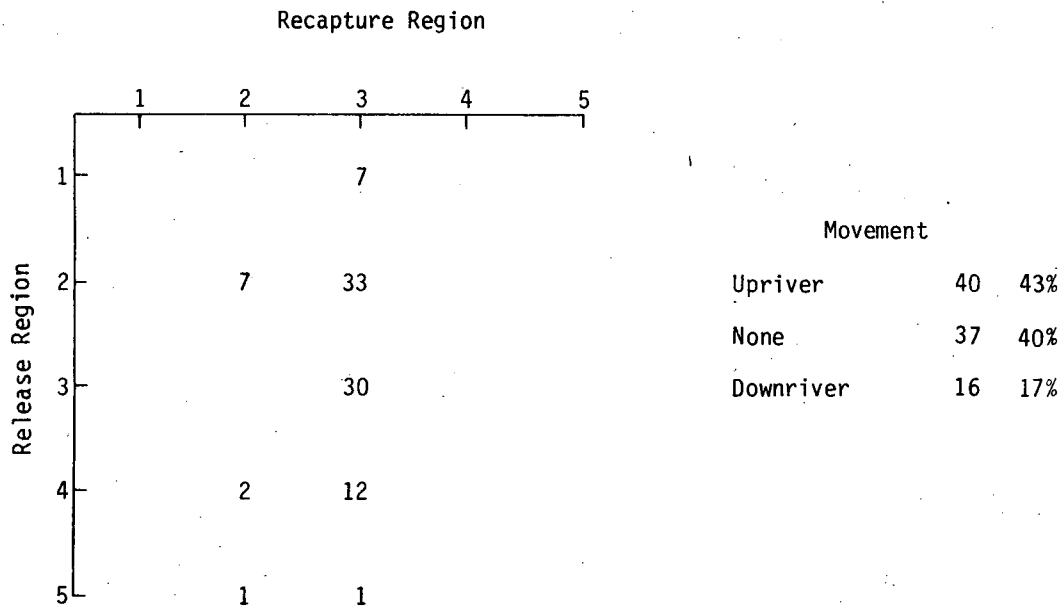 Recapture Region
1 2 3 4 5
1 7
Movement
2 7 33 Upriver 40 43%
None 37 40%
3 30 Downriver 16 17%
Release Region
4 2 12
5 1 1